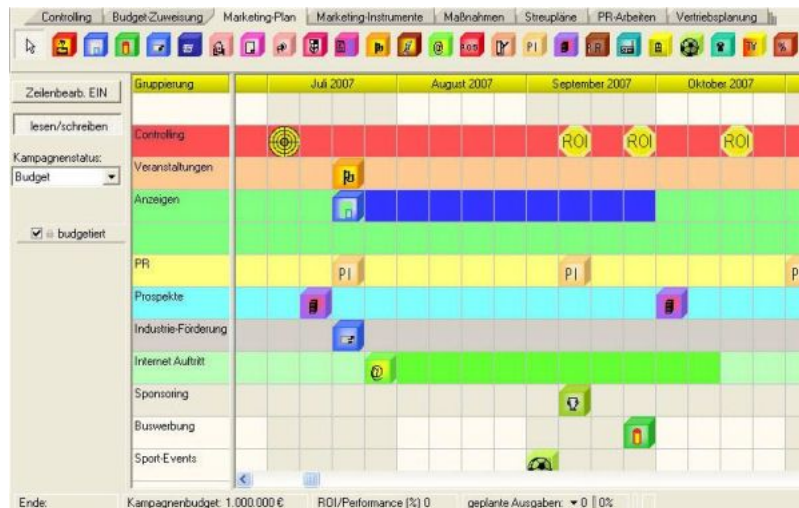 Controlling Budget-Zuweisung Marketing-Plan Marketing-Instrumente Maßnahmen Streupläne PR-Arbeiten Vertriebsplanung
@ ROS PI P.R. TV %
Zeilenbearb. EIN
lesen/schreiben
Kampagnenstatus:
Budget
budgetiert
Gruppierung Juli 2007 August 2007 September 2007 Oktober 2007
Controlling ROI ROI ROI
Veranstaltungen
Anzeigen
PR PI PI P
Prospekte
Industrie-Förderung
Internet Auftritt @
Sponsoring
Buswerbung
Sport-Events
Ende: Kampagnenbudget: 1.000.000 € ROI/Performance (%) 0 geplante Ausgaben: 0 0%